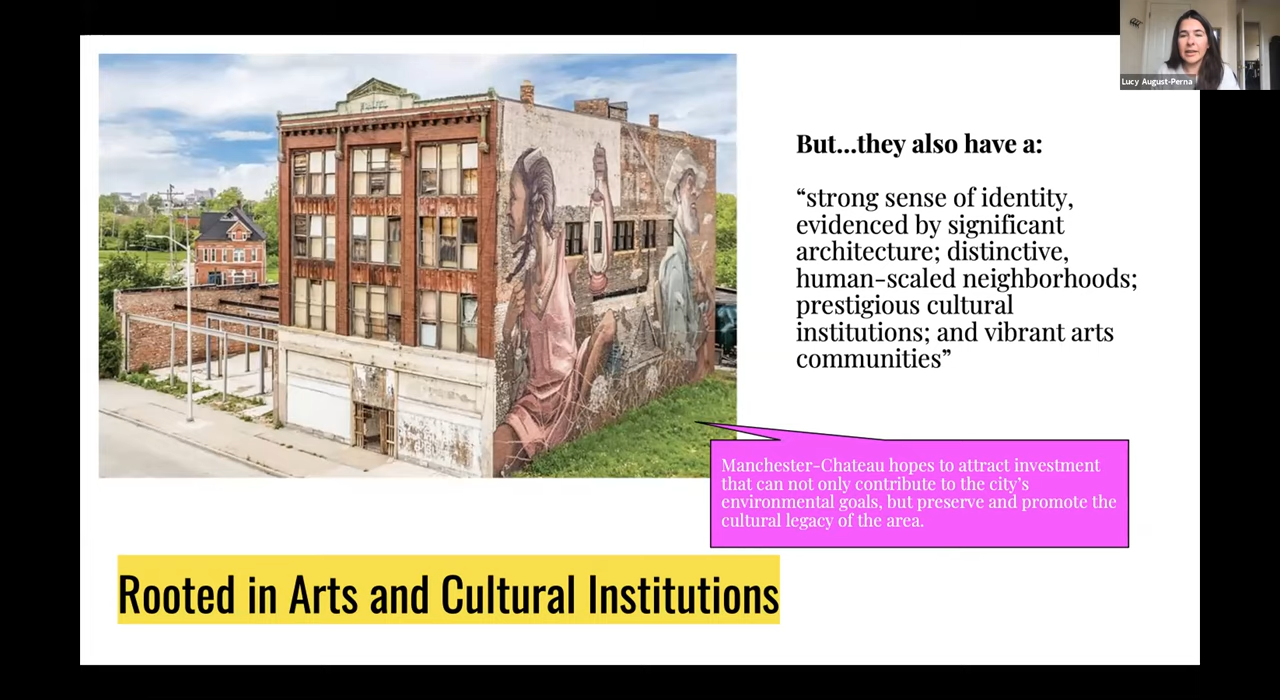 Lucy August-Perna
But...they also have a:
“strong sense of identity,
evidenced by significant
architecture; distinctive,
human-scaled neighborhoods;
prestigious cultural
institutions; and vibrant arts
communities”
Manchester-Chateau hopes to attract investment
that can not only contribute to the city’s
environmental goals, but preserve and promote the
cultural legacy of the area.
Rooted in Arts and Cultural Institutions